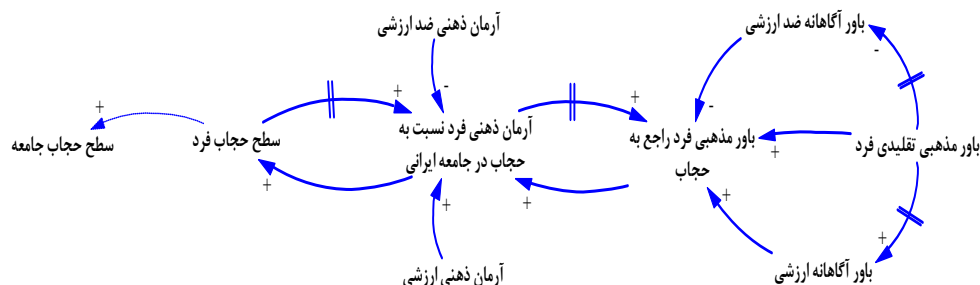 آرمان ذهنی ضد ارزشی
باور آگاهانه ضد ارزشی
-
-
+
+
+
-
باور مذهبی تقلیدی فرد
باور مذهبی فرد راجع به
حجاب
آرمان ذهنی فرد نسبت به
حجاب در جامعه ایرانی
سطح حجاب فرد
سطح حجاب جامعه
+
+
+
+
+
+
باور آگاهانه ارزشی
آرمان ذهنی ارزشی